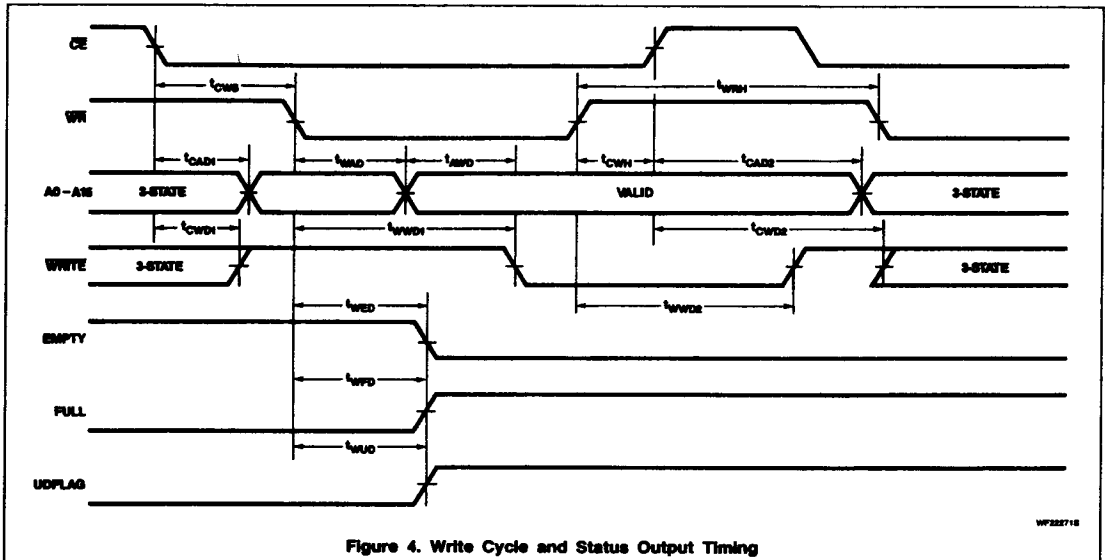 CE
tCWS
tWRH
WR
tCAD1
tWAD
tAWD
tCWH
tCAD2
A0–A15
3-STATE
VALID
3-STATE
tCWD1
tWWD1
tCWD2
WRITE
3-STATE
3-STATE
tWED
tWWD2
EMPTY
tWFD
FULL
tWUD
UDFLAG
WF22271S
Figure 4. Write Cycle and Status Output Timing